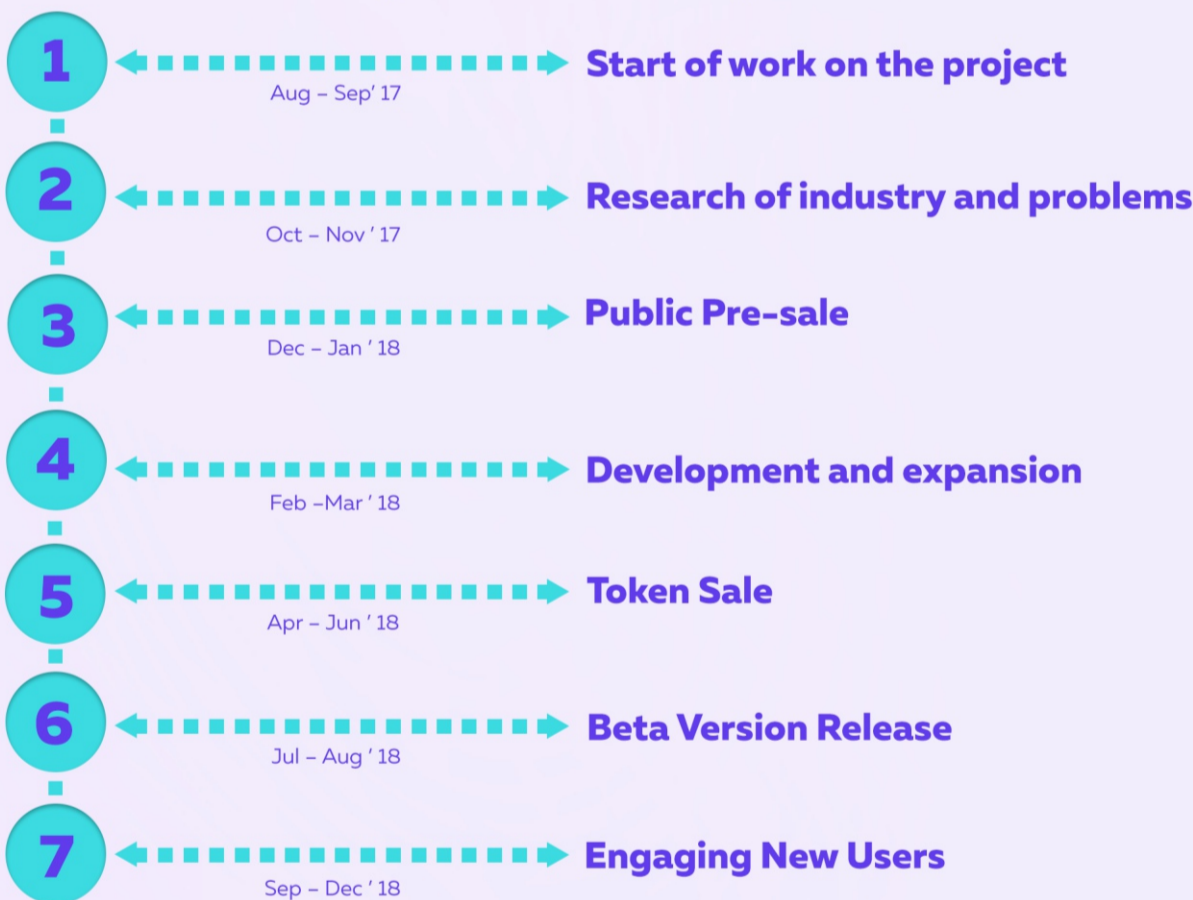 1
Start of work on the project
Aug – Sep' 17
2
Research of industry and problems
Oct – Nov ' 17
3
Public Pre-sale
Dec – Jan ' 18
4
Development and expansion
Feb –Mar ' 18
5
Token Sale
Apr – Jun ' 18
6
Beta Version Release
Jul – Aug ' 18
7
Engaging New Users
Sep – Dec ' 18